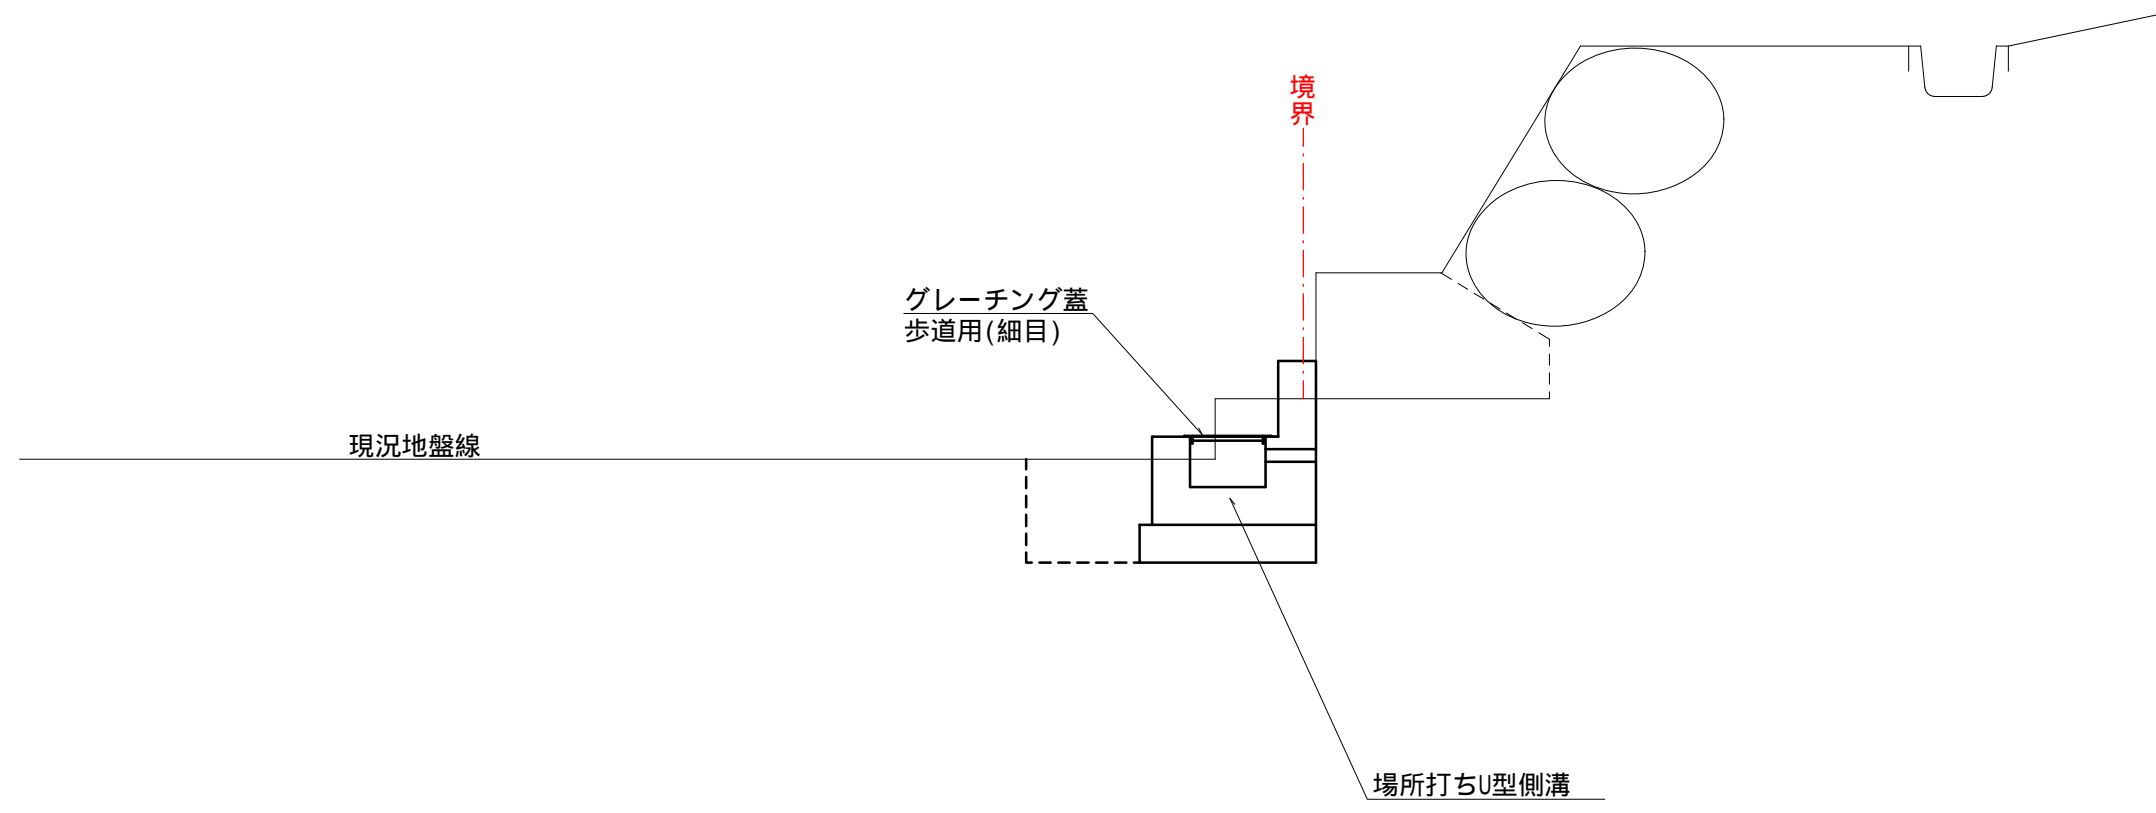 境界
グレーチング蓋
歩道用(細目)
現況地盤線
場所打ちU型側溝